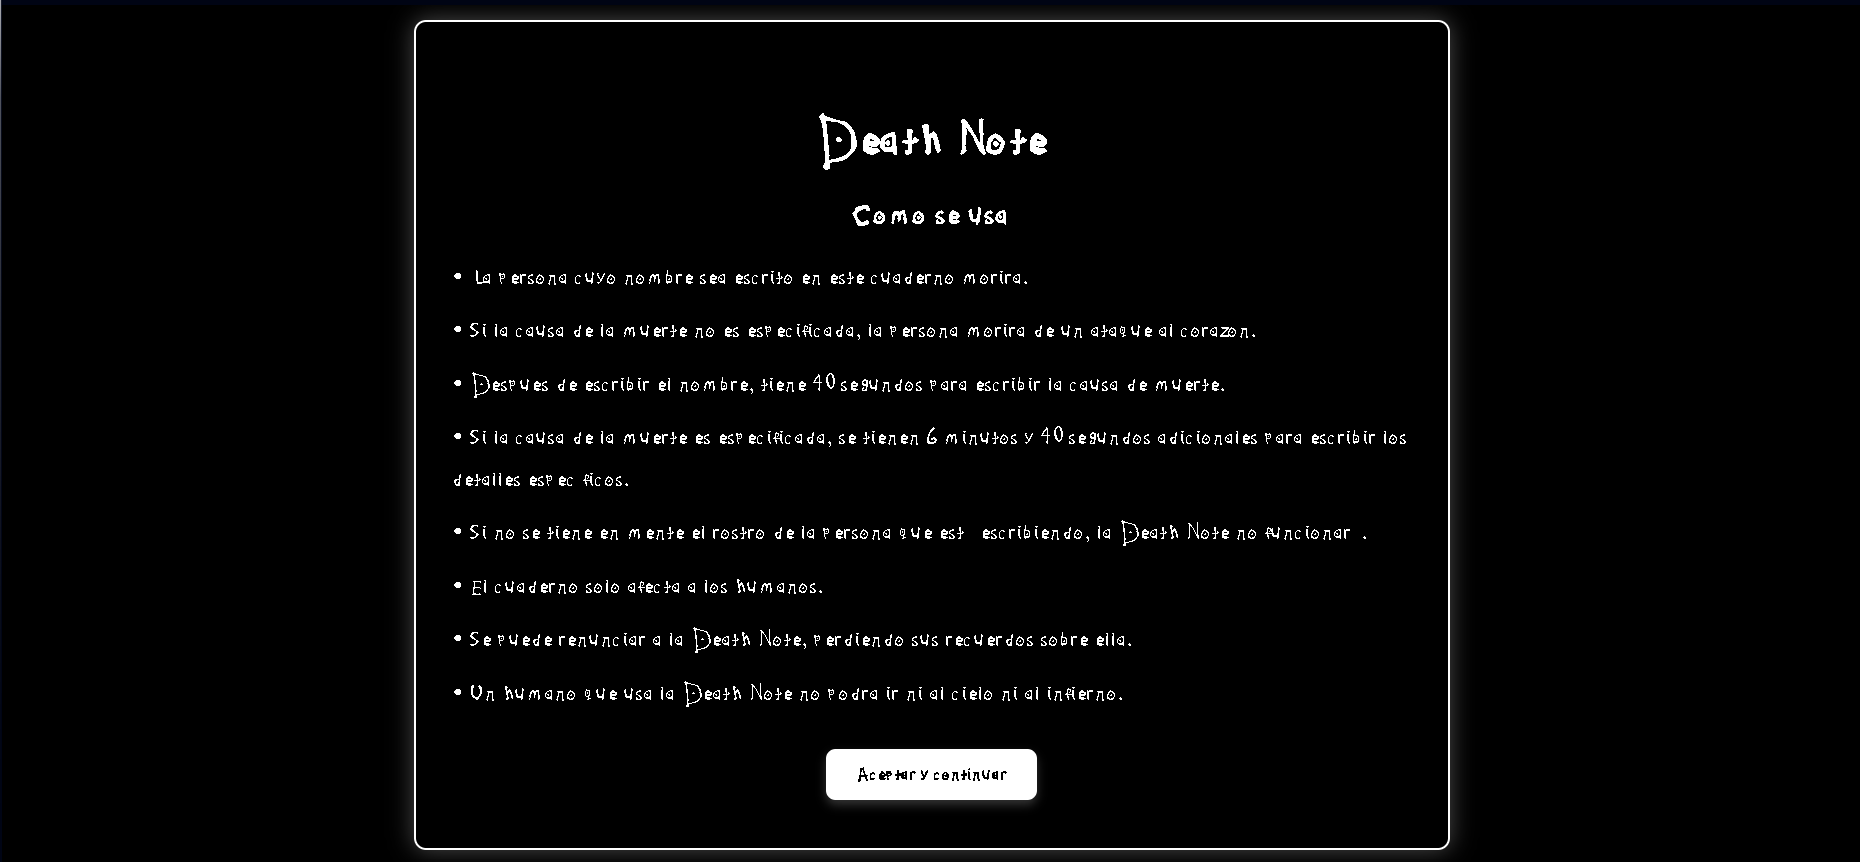 Death Note
Como se usa
• La persona cuyo nombre sea escrito en este cuaderno morira.
• Si la causa de la muerte no es especificada, la persona morira de un ataque al corazon.
• Despues de escribir el nombre, tiene 40 segundos para escribir la causa de muerte.
• Si la causa de la muerte es especificada, se tienen 6 minutos y 40 segundos adicionales para escribir los
detalles espec ficos.
• Si no se tiene en mente el rostro de la persona que est  escribiendo, la Death Note no funcionar .
• El cuaderno solo afecta a los humanos.
• Se puede renunciar a la Death Note, perdiendo sus recuerdos sobre ella.
• Un humano que usa la Death Note no podra ir ni al cielo ni al infierno.
Aceptar y continuar